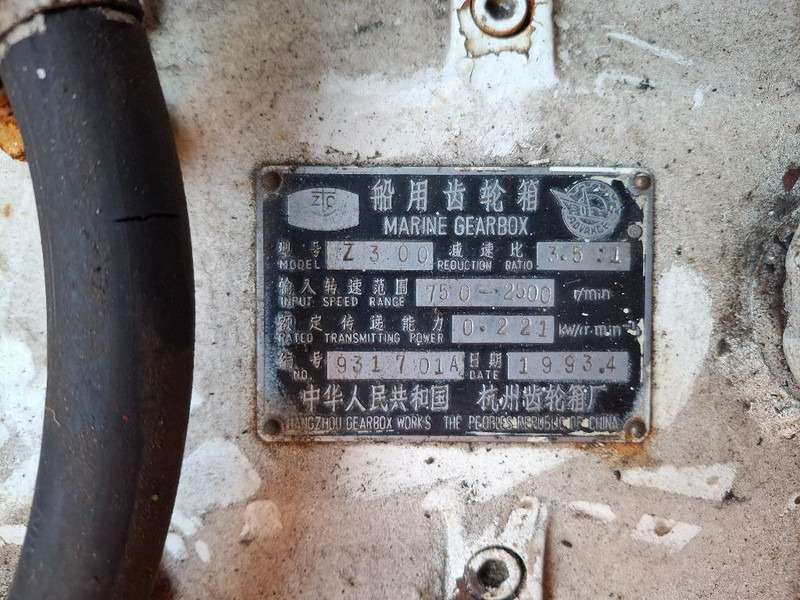 ZC 船用齿轮箱 ADVANCE
MARINE GEARBOX
型号 Z300 减速比 3.5:1
MODEL REDUCTION RATIO
输入转速范围 750-2500 r/min
INPUT SPEED RANGE
额定传递能力 0.221 kW/r·min⁻¹
RATED TRANSMITTING POWER
编号 931701A 日期 1993.4
NO. DATE
中华人民共和国 杭州齿轮箱厂
HANGZHOU GEARBOX WORKS THE PEOPLES REPUBLIC OF CHINA